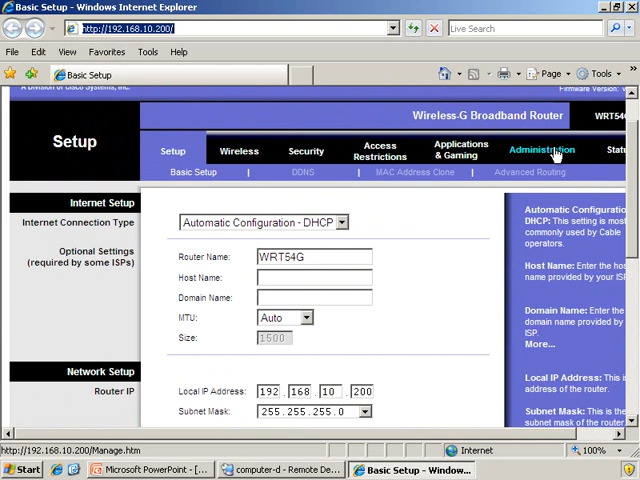 Basic Setup - Windows Internet Explorer
http://192.168.10.200/
Live Search
File Edit View Favorites Tools Help
Basic Setup
Page Tools
A Division of Cisco Systems, Inc.
Firmware Version:
Wireless-G Broadband Router WRT54G
Setup
Setup Wireless Security Access Restrictions Applications & Gaming Administration Statu
Basic Setup | DDNS | MAC Address Clone | Advanced Routing
Internet Setup
Internet Connection Type
Automatic Configuration - DHCP
Optional Settings
(required by some ISPs)
Router Name: WRT54G
Host Name:
Domain Name:
MTU: Auto
Size: 1500
Network Setup
Router IP
Local IP Address: 192 . 168 . 10 . 200
Subnet Mask: 255.255.255.0
Automatic Configuratio
DHCP: This setting is most
commonly used by Cable
operators.
Host Name: Enter the hos
name provided by your IS
Domain Name: Enter the
domain name provided by
ISP.
More...
Local IP Address: This is
address of the router.
Subnet Mask: This is the
subnet mask of the router
http://192.168.10.200/Manage.htm
Internet
100%
Start
Microsoft PowerPoint - [...
computer-d - Remote De...
Basic Setup - Window...